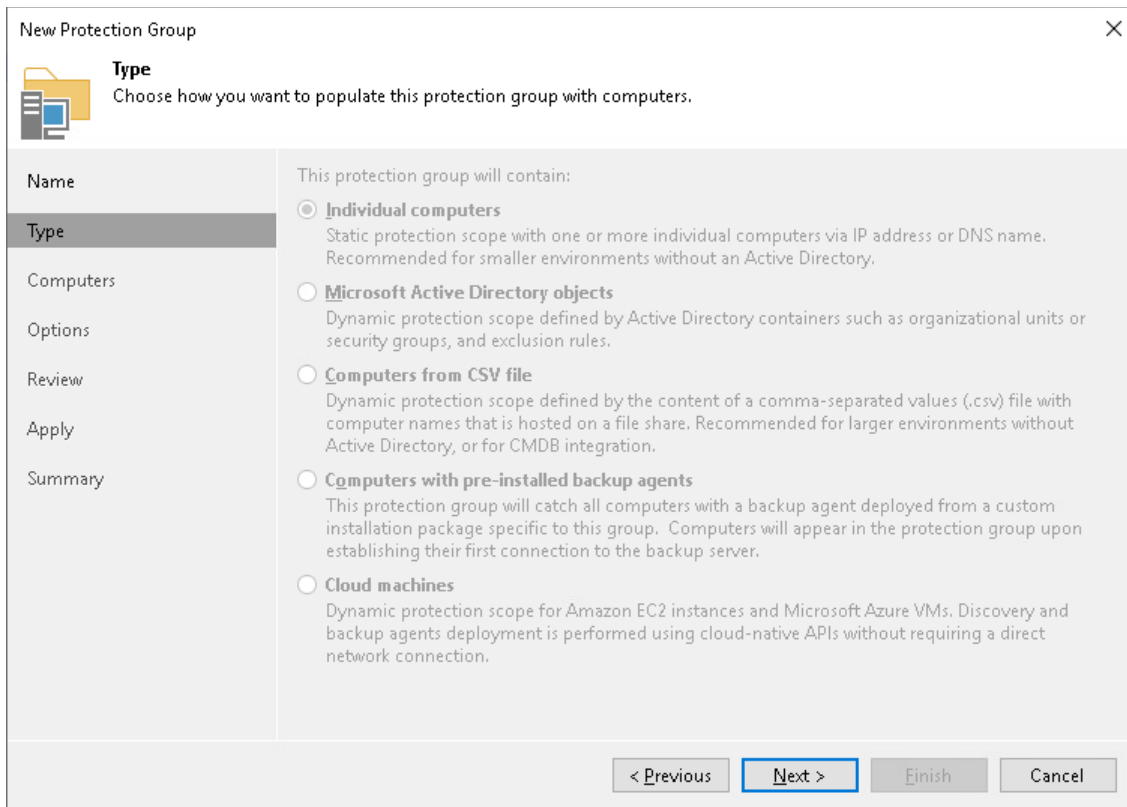 New Protection Group
Type
Choose how you want to populate this protection group with computers.
Name
Type
Computers
Options
Review
Apply
Summary
This protection group will contain:
Individual computers
Static protection scope with one or more individual computers via IP address or DNS name.
Recommended for smaller environments without an Active Directory.
Microsoft Active Directory objects
Dynamic protection scope defined by Active Directory containers such as organizational units or
security groups, and exclusion rules.
Computers from CSV file
Dynamic protection scope defined by the content of a comma-separated values (.csv) file with
computer names that is hosted on a file share. Recommended for larger environments without
Active Directory, or for CMDB integration.
Computers with pre-installed backup agents
This protection group will catch all computers with a backup agent deployed from a custom
installation package specific to this group.  Computers will appear in the protection group upon
establishing their first connection to the backup server.
Cloud machines
Dynamic protection scope for Amazon EC2 instances and Microsoft Azure VMs. Discovery and
backup agents deployment is performed using cloud-native APIs without requiring a direct
network connection.
< Previous
Next >
Finish
Cancel